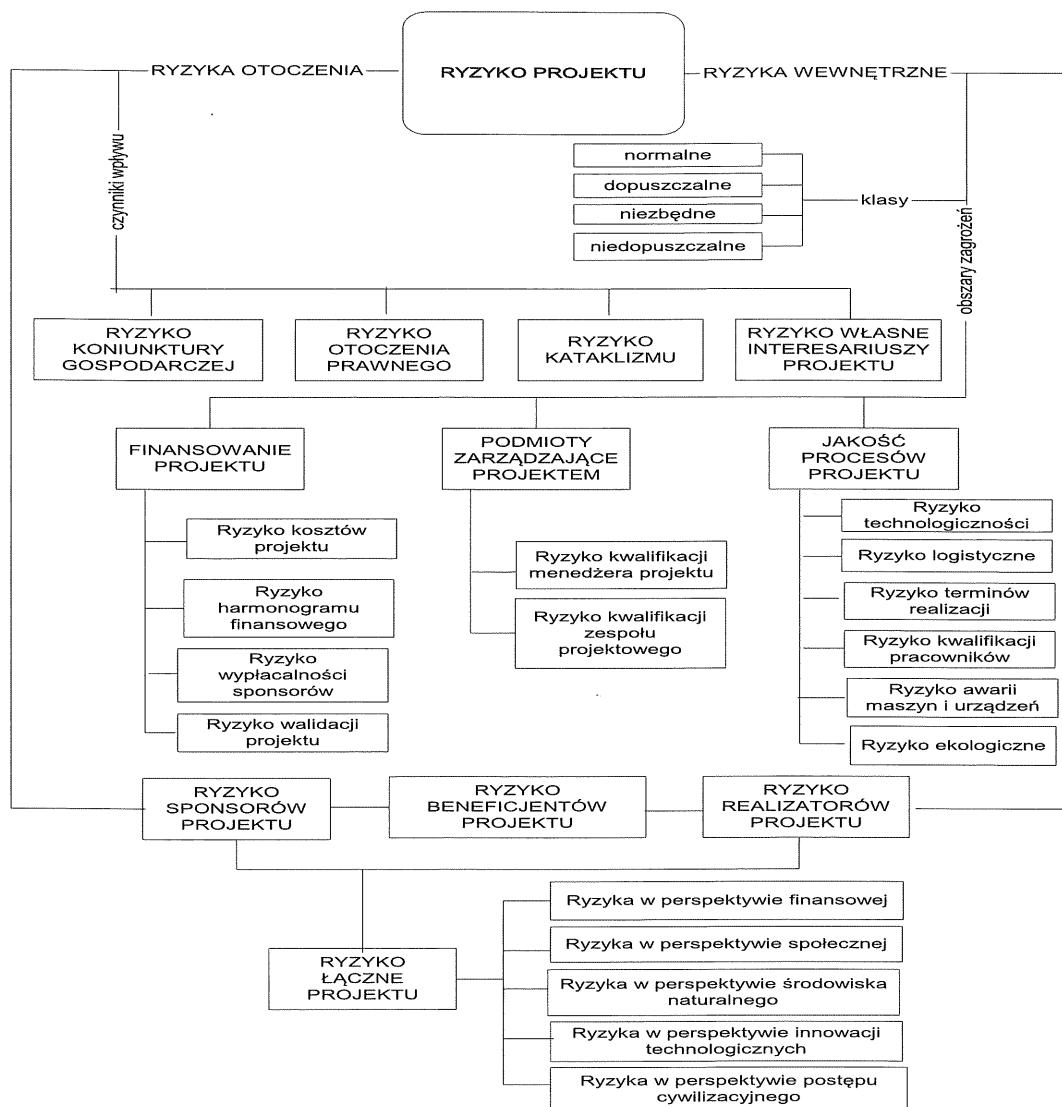 RYZYKA OTOCZENIA
RYZYKO PROJEKTU
RYZYKA WEWNĘTRZNE
czynniki wpływu
normalne
dopuszczalne
niezbędne
niedopuszczalne
klasy
obszary zagrożeń
RYZYKO
KONIUNKTURY
GOSPODARCZEJ
RYZYKO
OTOCZENIA
PRAWNEGO
RYZYKO
KATAKLIZMU
RYZYKO WŁASNE
INTERESARIUSZY
PROJEKTU
FINANSOWANIE
PROJEKTU
Ryzyko kosztów
projektu
Ryzyko
harmonogramu
finansowego
Ryzyko
wypłacalności
sponsorów
Ryzyko walidacji
projektu
PODMIOTY
ZARZĄDZAJĄCE
PROJEKTEM
Ryzyko kwalifikacji
menedżera projektu
Ryzyko kwalifikacji
zespołu
projektowego
JAKOŚĆ
PROCESÓW
PROJEKTU
Ryzyko
technologiczności
Ryzyko logistyczne
Ryzyko terminów
realizacji
Ryzyko kwalifikacji
pracowników
Ryzyko awarii
maszyn i urządzeń
Ryzyko ekologiczne
RYZYKO
SPONSORÓW
PROJEKTU
RYZYKO
BENEFICJENTÓW
PROJEKTU
RYZYKO
REALIZATORÓW
PROJEKTU
RYZYKO
ŁĄCZNE
PROJEKTU
Ryzyka w perspektywie finansowej
Ryzyka w perspektywie społecznej
Ryzyka w perspektywie środowiska
naturalnego
Ryzyka w perspektywie innowacji
technologicznych
Ryzyka w perspektywie postępu
cywilizacyjnego